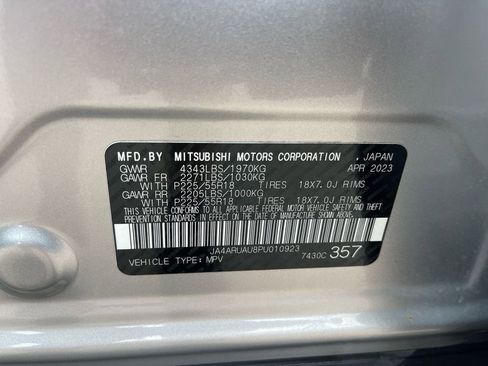 MFD.BY MITSUBISHI MOTORS CORPORATION , JAPAN
GVWR 4343LBS/1970KG APR 2023
GAWR FR 2271LBS/1030KG
WITH P225/55R18 TIRES 18X7.0J RIMS
GAWR RR 2205LBS/1000KG
WITH P225/55R18 TIRES 18X7.0J RIMS
THIS VEHICLE CONFORMS TO ALL APPLICABLE FEDERAL MOTOR VEHICLE SAFETY, BUMPER, AND THEFT
PREVENTION STANDARDS IN EFFECT ON THE DATE OF MANUFACTURE SHOWN ABOVE.
JA4ARUAU8PU010923
VEHICLE TYPE: MPV 7430C 357